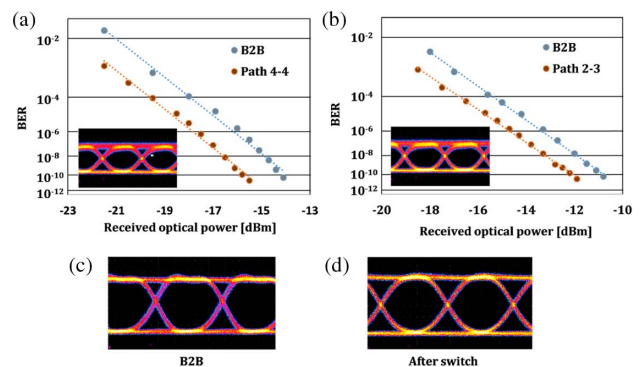 (a)
10-2
10-4
10-6
10-8
10-10
10-12
BER
B2B
Path 4-4
-23
-21
-19
-17
-15
-13
Received optical power [dBm]
(b)
10-2
10-4
10-6
10-8
10-10
10-12
BER
B2B
Path 2-3
-20
-18
-16
-14
-12
-10
Received optical power [dBm]
(c)
B2B
(d)
After switch